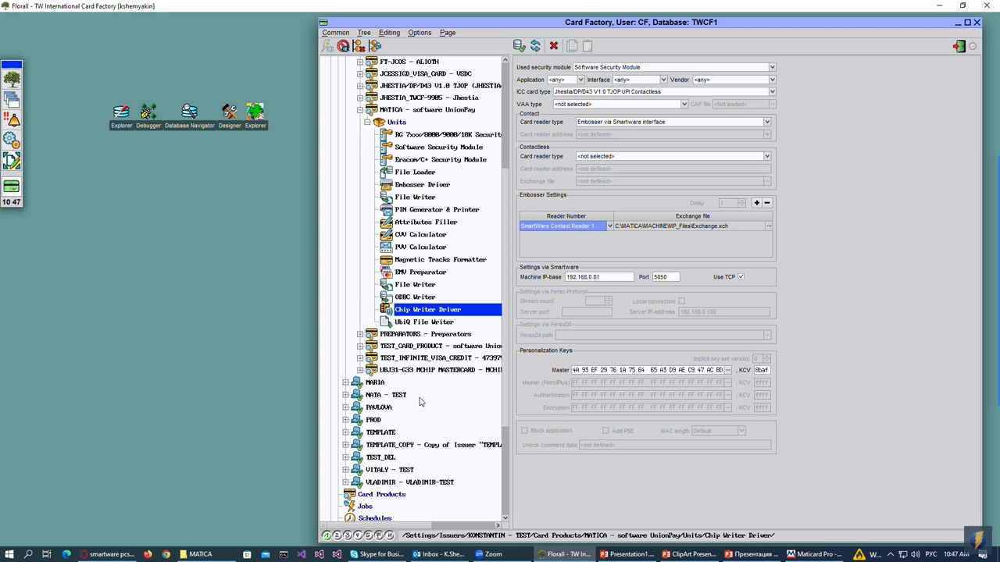 Florall - TW International Card Factory [kshemyakin]
Card Factory, User: CF, Database: TWCF1
Common Tree Editing Options Page
10 47
Explorer Debugger Database Navigator Designer Explorer
FT-JCOS - ALIOTH
JCESSIGD_VISA_CARD - VSDC
JHESTIA/DP/D43 V1.0 TJOP (JHESTIA
JHESTIA_TWCF-9905 - Jhestia
MATICA - software UnionPay
Units
RG 7xxx/8000/9000/10K Securit
Software Security Module
Eracom/C+ Security Module
File Loader
Embosser Driver
File Writer
PIN Generator & Printer
Attributes Filler
CVV Calculator
PVV Calculator
Magnetic Tracks Formatter
EMV Preparator
File Writer
ODBC Writer
Chip Writer Driver
UbiQ File Writer
PREPARATORS - Preparators
TEST_CARD_PRODUCT - software Unio
TEST_INFINITE_VISA_CREDIT - 47397
UBJ31-G33 MCHIP MASTERCARD - MCHI
MARIA
NATA - TEST
PAVLOVA
PROD
TEMPLATE
TEMPLATE_COPY - Copy of Issuer "TEMPL
TEST_DEL
VITALY - TEST
VLADIMIR - VLADIMIR-TEST
Card Products
Jobs
Schedules
Used security module Software Security Module
Application <any> Interface <any> Vendor <any>
ICC card type Jhestia/DP/D43 V1.0 TJOP UPI Contactless
VAA type <not selected> CAP file <Not loaded>
Contact
Card reader type Embosser via Smartware interface
Card reader address <not defined>
Contactless
Card reader type <not selected>
Card reader address <not defined>
Exchange file <not defined>
Embosser Settings
Delay 1
Reader Number Exchange file
SmartWare Contact Reader 1 C:\MATICA\MACHINE\MP_Files\Exchange.xch
Settings via Smartware
Machine IP-base 192.168.0.81 Port 5050 Use TCP
Settings via Perso Protocol
Stream count Local connection
Server port Server IP-address 192.168.0.100
Settings via PersoDll
PersoDll path
Personalization Keys
Implicit key set version 0
Master 4A 93 EF 29 76 1A 75 64 65 A3 D9 AE C9 47 AC BD , KCV 8baf
Master (PetrolPlus) FF FF FF FF FF FF FF FF FF FF FF FF FF FF FF FF , KCV ffff
Authentication FF FF FF FF FF FF FF FF FF FF FF FF FF FF FF FF , KCV ffff
Encryption FF FF FF FF FF FF FF FF FF FF FF FF FF FF FF FF , KCV ffff
Block application Add PSE MAC length Default
Unlock command data <not defined>
/Settings/Issuers/KONSTANTIN - TEST/Card Products/MATICA - software UnionPay/Units/Chip Writer Driver/
smartware pcs... MATICA Skype for Busi... Inbox - K.She... Zoom Florall - TW In... Presentation1... ClipArt Presen... Презентация ... Maticard Pro -... W... РУС 10:47 AM